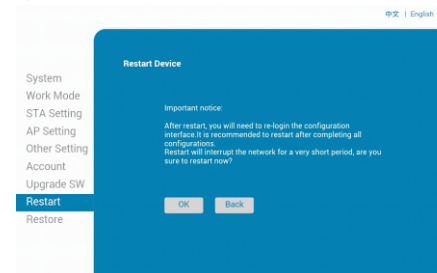 中文 | English
Restart Device
System
Work Mode
STA Setting
AP Setting
Other Setting
Account
Upgrade SW
Restart
Restore
Important notice:
After restart, you will need to re-login the configuration
interface.It is recommended to restart after completing all
configurations.
Restart will interrupt the network for a very short period, are you
sure to restart now?
OK Back